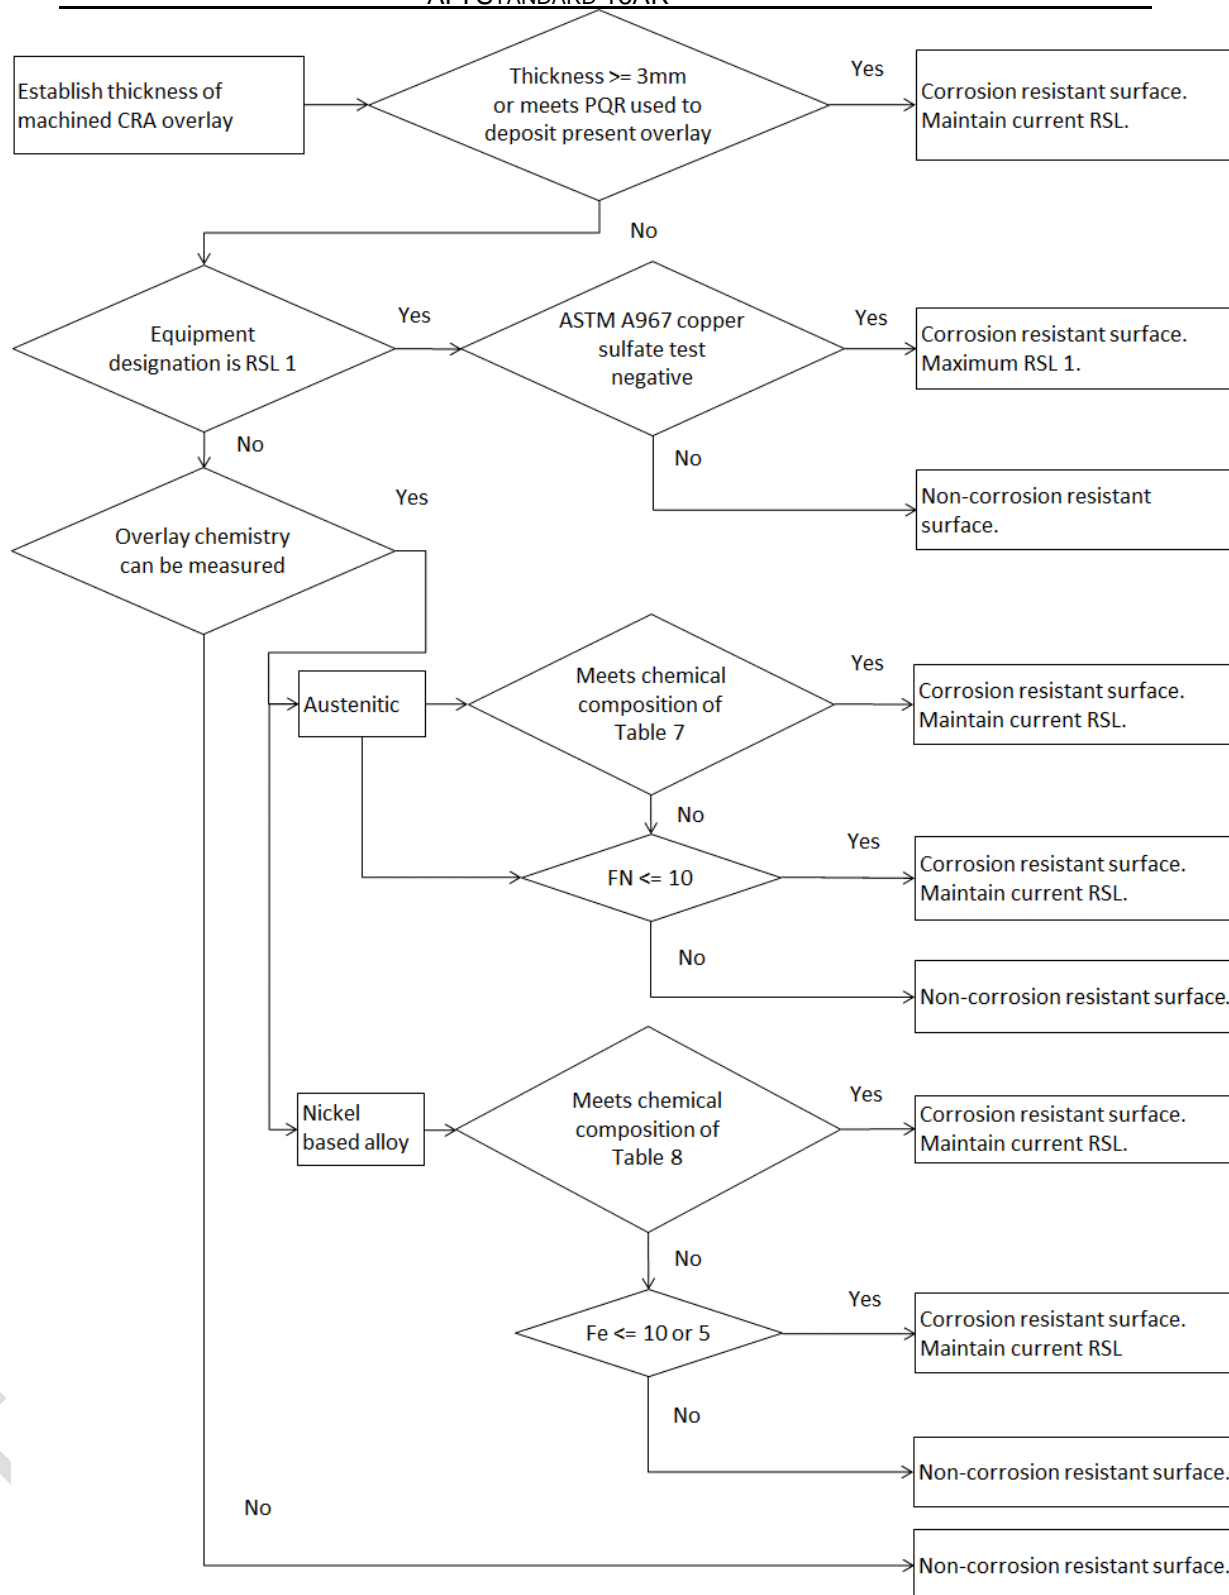 Establish thickness of
machined CRA overlay
Thickness >= 3mm
or meets PQR used to
deposit present overlay
Yes
Corrosion resistant surface.
Maintain current RSL.
No
Equipment
designation is RSL 1
Yes
ASTM A967 copper
sulfate test
negative
Yes
Corrosion resistant surface.
Maximum RSL 1.
No
No
Non-corrosion resistant
surface.
Overlay chemistry
can be measured
Yes
Austenitic
Meets chemical
composition of
Table 7
Yes
Corrosion resistant surface.
Maintain current RSL.
No
FN <= 10
Yes
Corrosion resistant surface.
Maintain current RSL.
No
Non-corrosion resistant surface.
Nickel
based alloy
Meets chemical
composition of
Table 8
Yes
Corrosion resistant surface.
Maintain current RSL.
No
Fe <= 10 or 5
Yes
Corrosion resistant surface.
Maintain current RSL
No
Non-corrosion resistant surface.
No
Non-corrosion resistant surface.